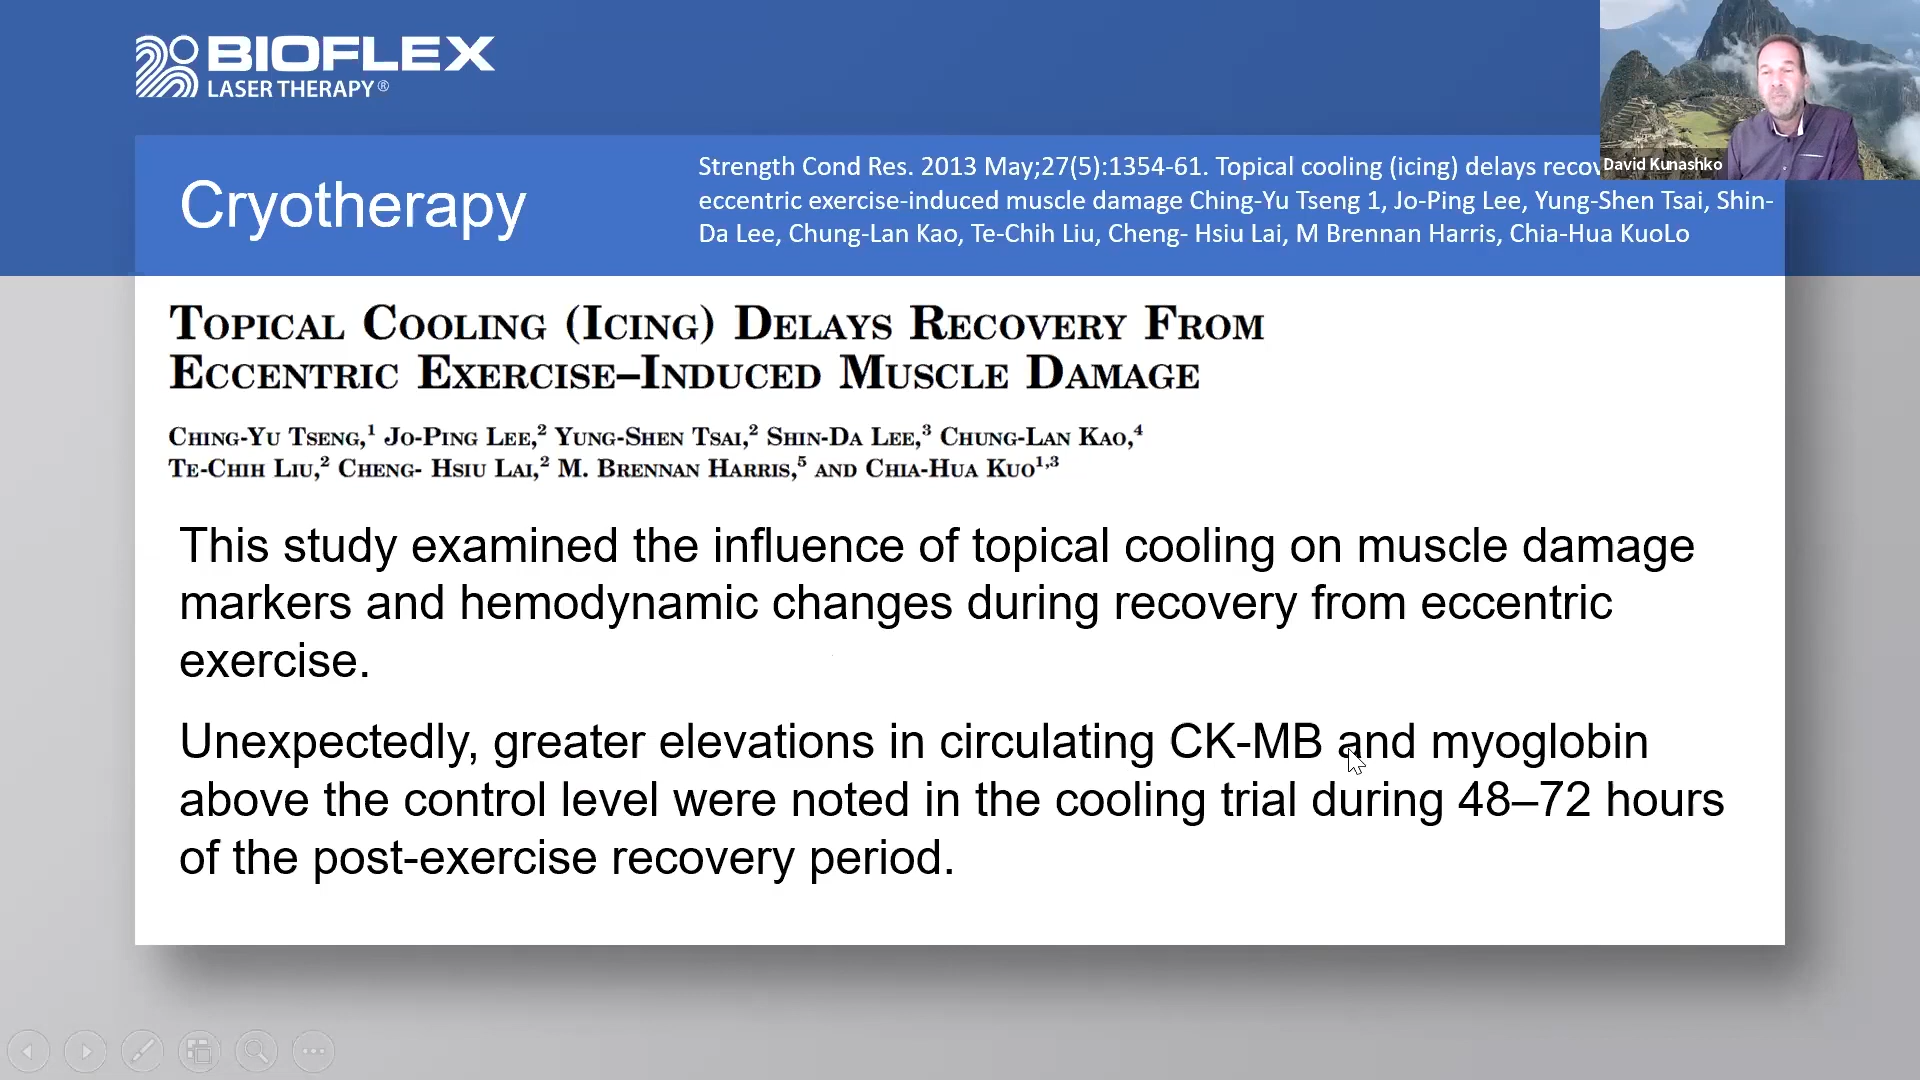 BIOFLEX
LASER THERAPY®
David Kunashko
Cryotherapy
Strength Cond Res. 2013 May;27(5):1354-61. Topical cooling (icing) delays
eccentric exercise-induced muscle damage Ching-Yu Tseng 1, Jo-Ping Lee, Yung-Shen Tsai, Shin-
Da Lee, Chung-Lan Kao, Te-Chih Liu, Cheng- Hsiu Lai, M Brennan Harris, Chia-Hua KuoLo
TOPICAL COOLING (ICING) DELAYS RECOVERY FROM
ECCENTRIC EXERCISE–INDUCED MUSCLE DAMAGE
CHING-YU TSENG,¹ JO-PING LEE,² YUNG-SHEN TSAI,² SHIN-DA LEE,³ CHUNG-LAN KAO,⁴
TE-CHIH LIU,² CHENG- HSIU LAI,² M. BRENNAN HARRIS,⁵ AND CHIA-HUA KUO¹,³
This study examined the influence of topical cooling on muscle damage
markers and hemodynamic changes during recovery from eccentric
exercise.
Unexpectedly, greater elevations in circulating CK-MB and myoglobin
above the control level were noted in the cooling trial during 48–72 hours
of the post-exercise recovery period.